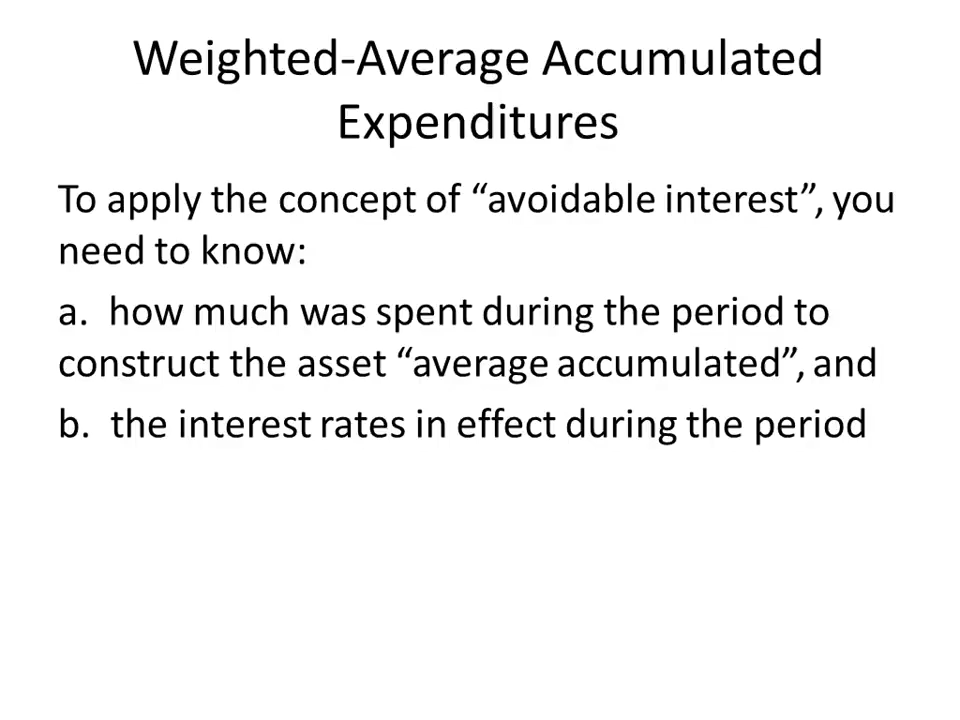 Weighted-Average Accumulated
Expenditures
To apply the concept of “avoidable interest”, you
need to know:
a.  how much was spent during the period to
construct the asset “average accumulated”, and
b.  the interest rates in effect during the period